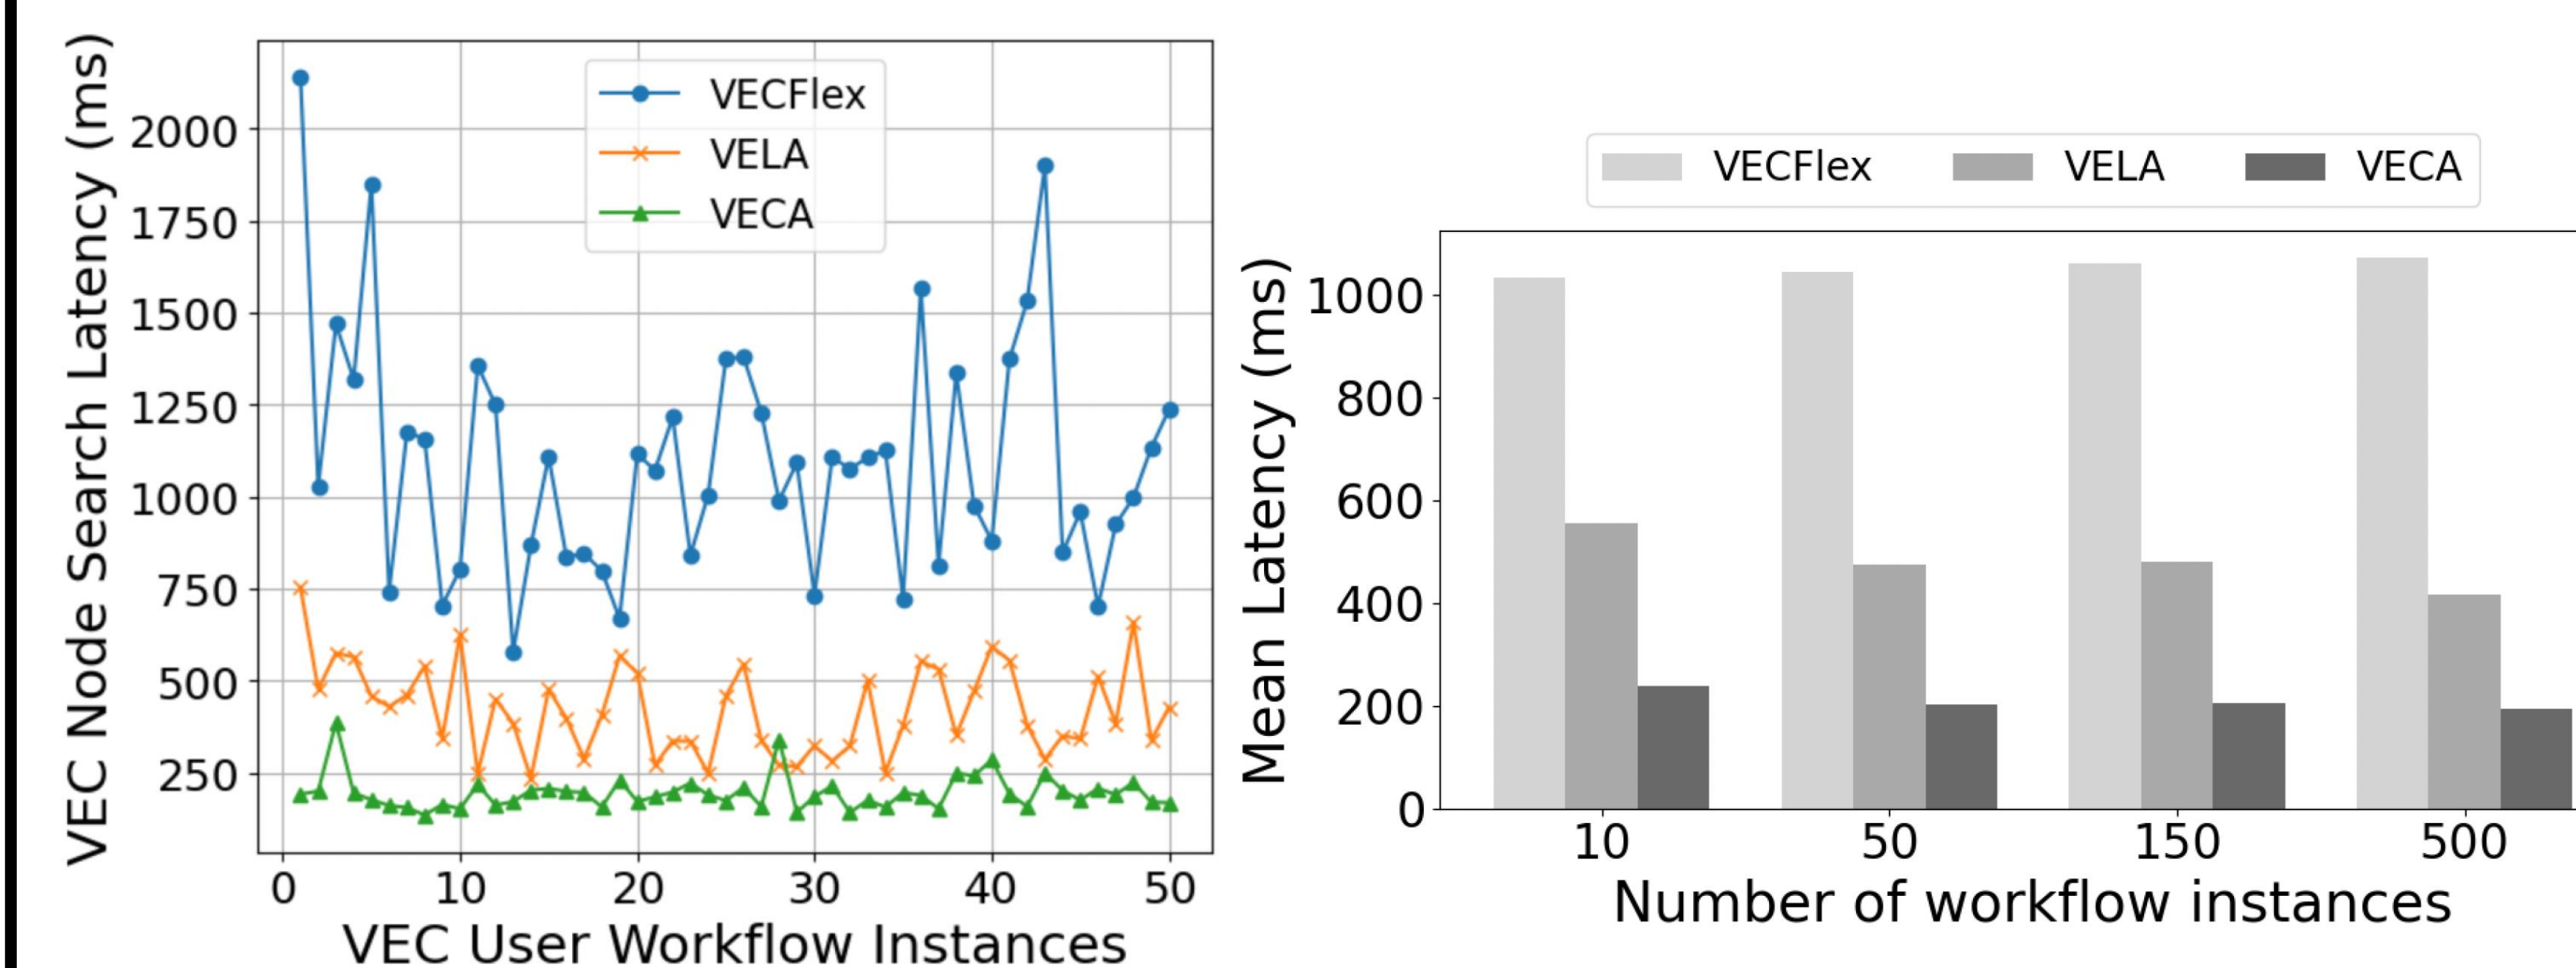 VEC Node Search Latency (ms)
2000
1750
1500
1250
1000
750
500
250
VECFlex
VELA
VECA
0 10 20 30 40 50
VEC User Workflow Instances
VECFlex VELA VECA
Mean Latency (ms)
1000
800
600
400
200
0
10 50 150 500
Number of workflow instances